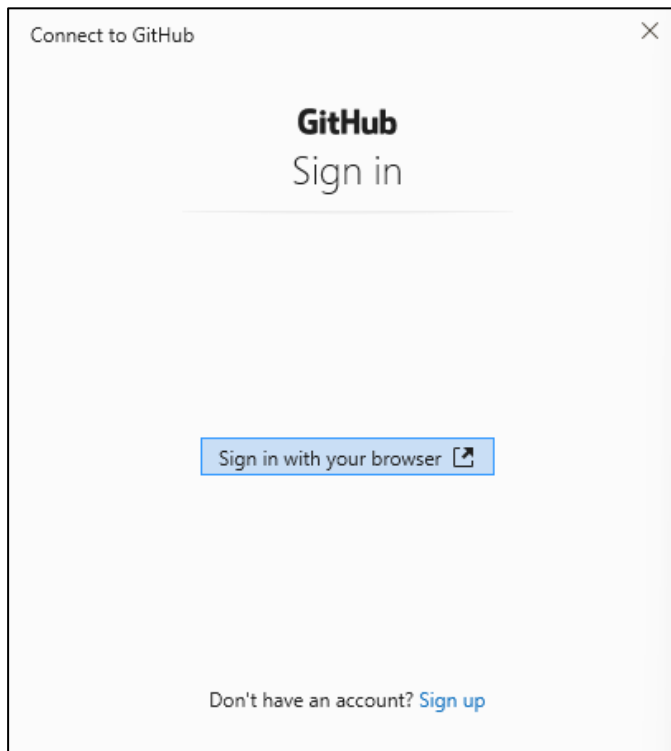 Connect to GitHub
GitHub
Sign in
Sign in with your browser
Don't have an account? Sign up